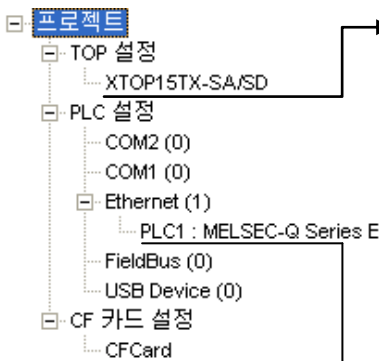 프로젝트
TOP 설정
XTOP15TX-SA/SD
PLC 설정
COM2 (0)
COM1 (0)
Ethernet (1)
PLC1 : MELSEC-Q Series E
FieldBus (0)
USB Device (0)
CF 카드 설정
CFCard